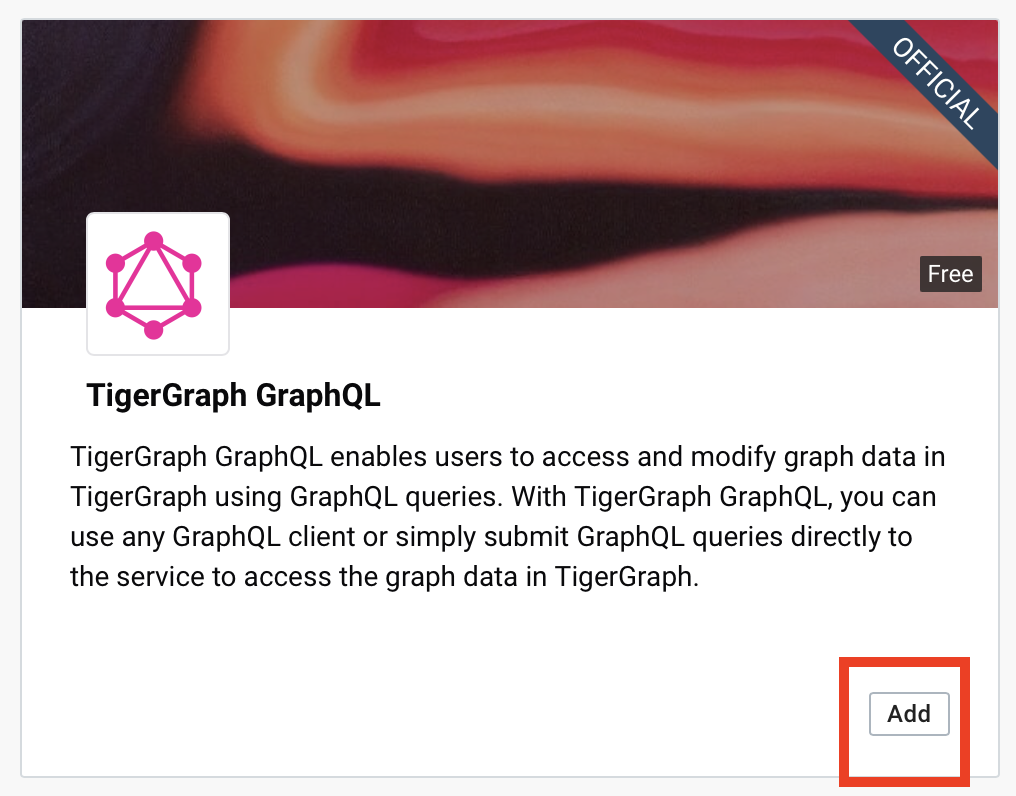 OFFICIAL
Free
TigerGraph GraphQL
TigerGraph GraphQL enables users to access and modify graph data in
TigerGraph using GraphQL queries. With TigerGraph GraphQL, you can
use any GraphQL client or simply submit GraphQL queries directly to
the service to access the graph data in TigerGraph.
Add